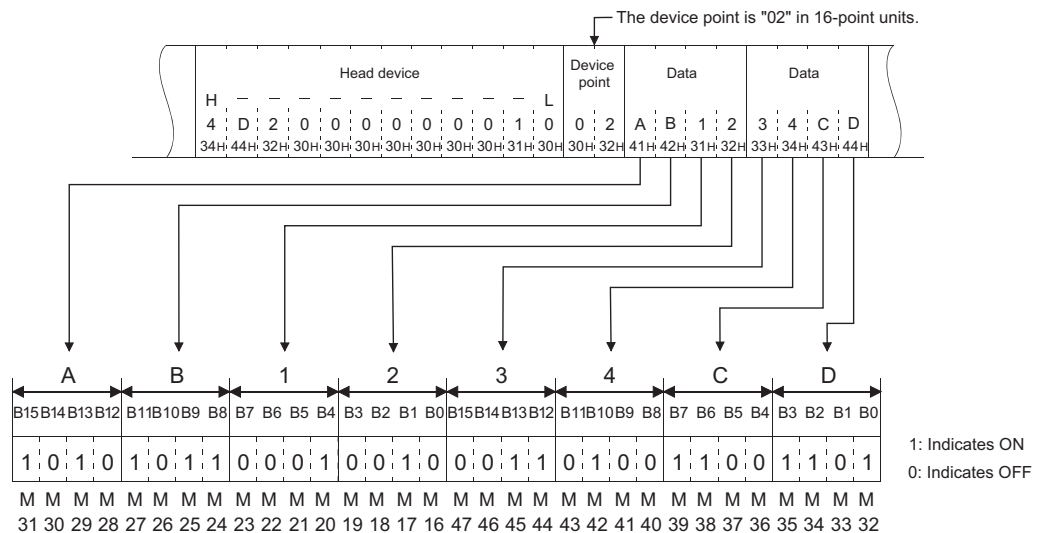 The device point is "02" in 16-point units.
Head device
Device point
Data
Data
H – – – – – – – – – – L
4 D 2 0 0 0 0 0 0 0 1 0 0 2 A B 1 2 3 4 C D
34H 44H 32H 30H 30H 30H 30H 30H 30H 30H 31H 30H 30H 32H 41H 42H 31H 32H 33H 34H 43H 44H
A B 1 2 3 4 C D
B15 B14 B13 B12 B11 B10 B9 B8 B7 B6 B5 B4 B3 B2 B1 B0 B15 B14 B13 B12 B11 B10 B9 B8 B7 B6 B5 B4 B3 B2 B1 B0
1 0 1 0 1 0 1 1 0 0 0 1 0 0 1 0 0 0 1 1 0 1 0 0 1 1 0 0 1 1 0 1
1: Indicates ON
0: Indicates OFF
M M M M M M M M M M M M M M M M M M M M M M M M M M M M M M M M
31 30 29 28 27 26 25 24 23 22 21 20 19 18 17 16 47 46 45 44 43 42 41 40 39 38 37 36 35 34 33 32